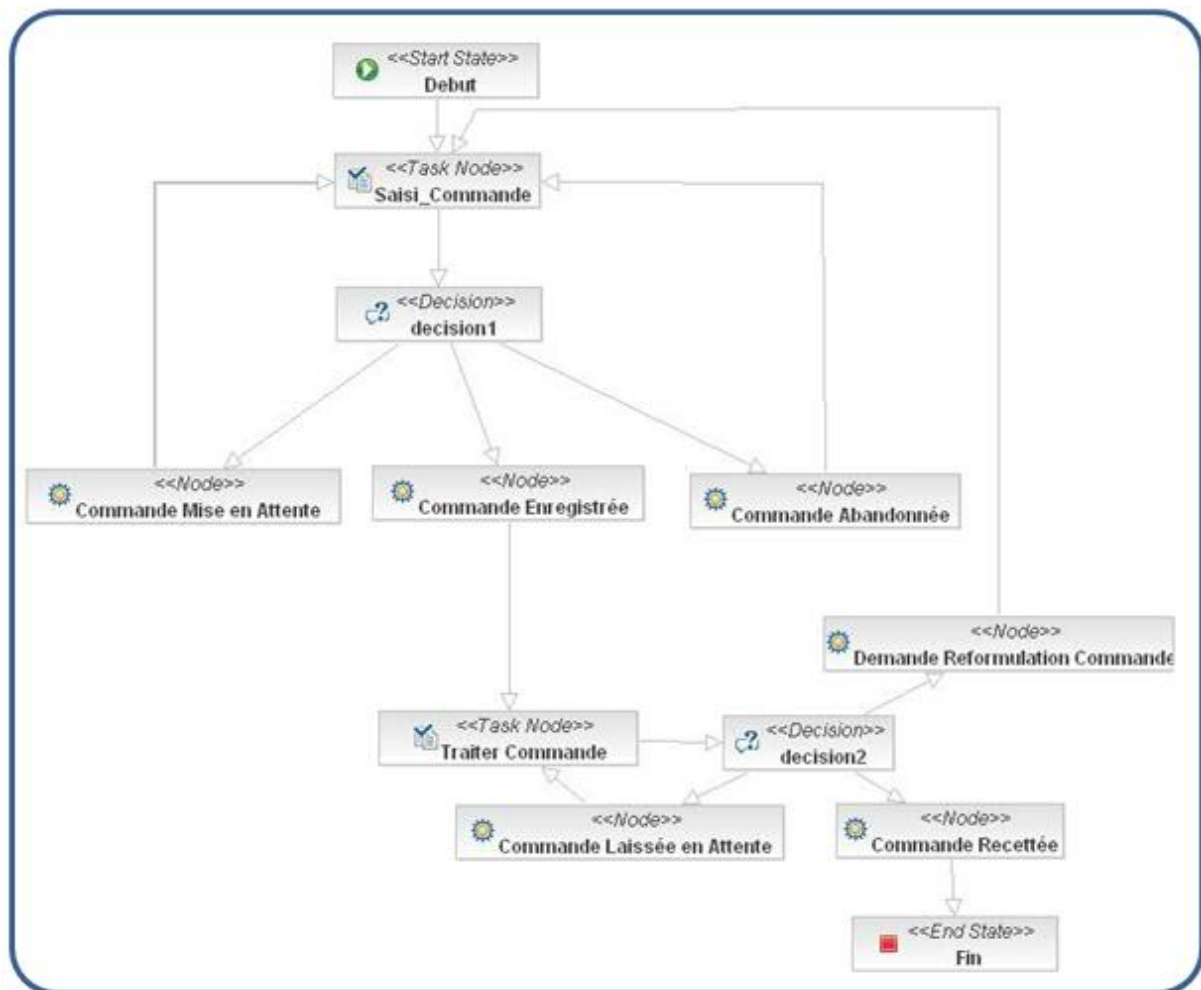 <<Start State>>
Debut
<<Task Node>>
Saisi_Commande
<<Decision>>
decision1
<<Node>>
Commande Mise en Attente
<<Node>>
Commande Enregistrée
<<Node>>
Commande Abandonnée
<<Node>>
Demande Reformulation Commande
<<Task Node>>
Traiter Commande
<<Decision>>
decision2
<<Node>>
Commande Laissée en Attente
<<Node>>
Commande Recettée
<<End State>>
Fin